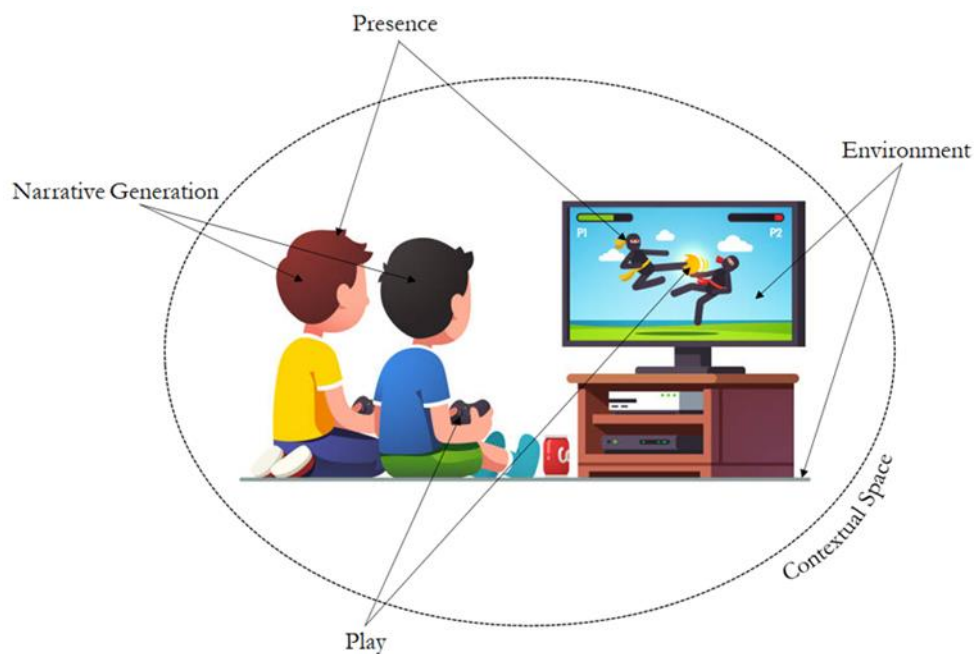 Presence
Environment
Narrative Generation
P1
P2
Contextual Space
Play